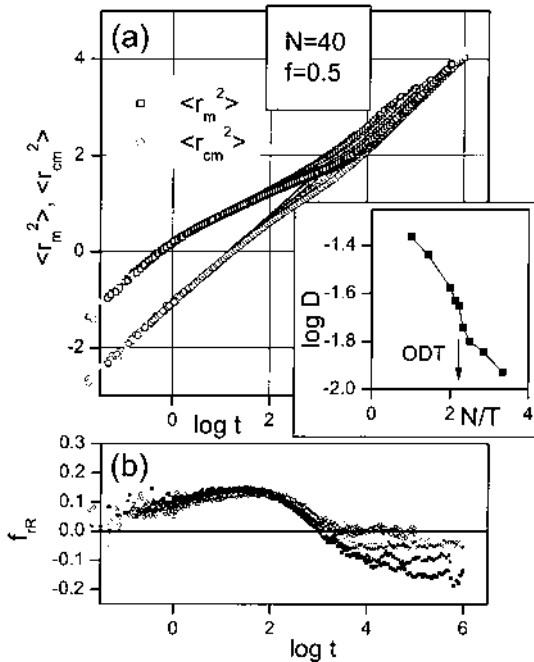 (a)
N=40
f=0.5
<r_m^2>
<r_cm^2>
<r_m^2>, <r_cm^2>
4
2
0
-2
0
2
4
6
log t
log D
-1.4
-1.6
-1.8
-2.0
ODT
0
2
4
N/T
(b)
f_rR
0.3
0.2
0.1
0.0
-0.1
-0.2
0
2
4
6
log t